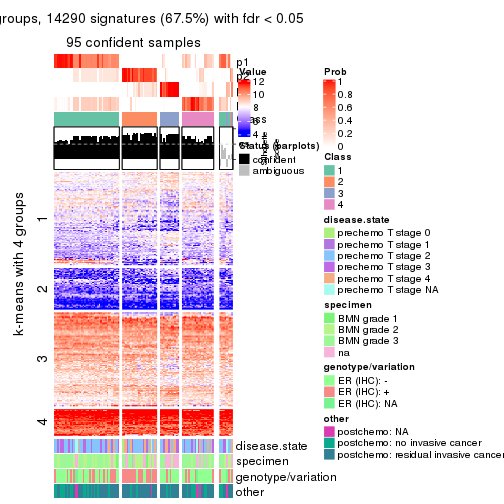 groups, 14290 signatures (67.5%) with fdr < 0.05
95 confident samples
p1
p2
Value
12
10
8
6
4
Status (barplots)
confident
ambiguous
Prob
1
0.8
0.6
0.4
0.2
0
Class
1
2
3
4
disease.state
prechemo T stage 0
prechemo T stage 1
prechemo T stage 2
prechemo T stage 3
prechemo T stage 4
prechemo T stage NA
specimen
BMN grade 1
BMN grade 2
BMN grade 3
na
genotype/variation
ER (IHC): -
ER (IHC): +
ER (IHC): NA
other
postchemo: NA
postchemo: no invasive cancer
postchemo: residual invasive cancer
k-means with 4 groups
1
2
3
4
disease.state
specimen
genotype/variation
other